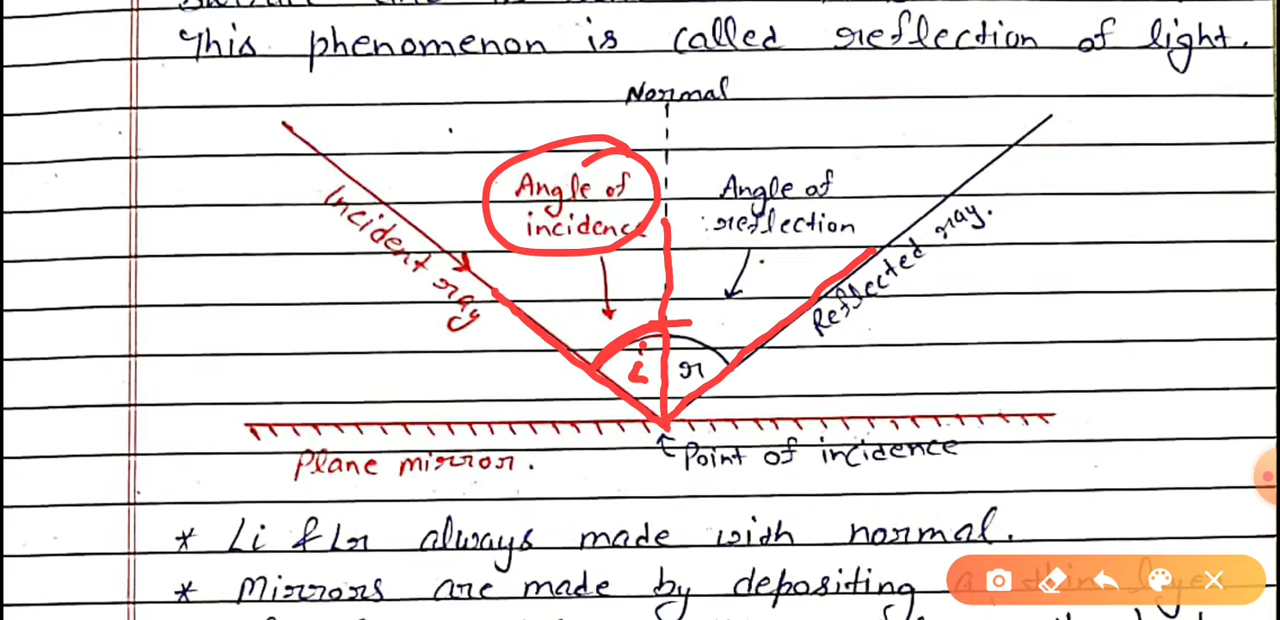 This phenomenon is called reflection of light.
Normal
Angle of
incidence
Angle of
reflection
Incident ray
Reflected ray.
i
r
Plane mirror.
Point of incidence
* ∠i & ∠r always made with normal.
* Mirrors are made by depositing